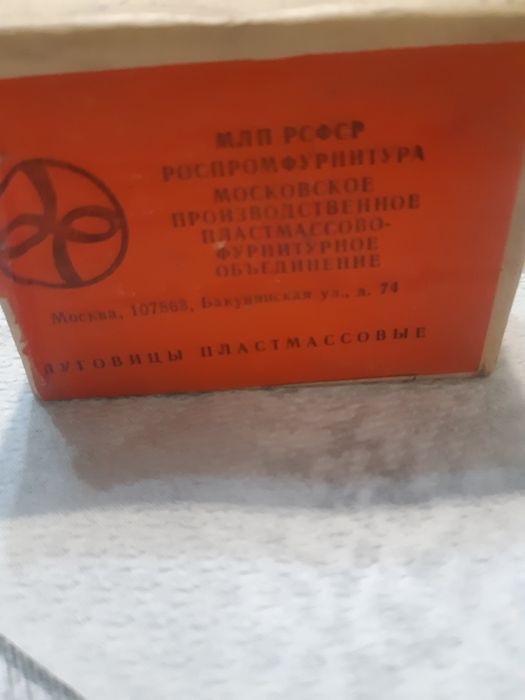 МЛП РСФСР
РОСПРОМФУРНИТУРА
МОСКОВСКОЕ
ПРОИЗВОДСТВЕННОЕ
ПЛАСТМАССОВО-
ФУРНИТУРНОЕ
ОБЪЕДИНЕНИЕ
Москва, 107863, Бакунинская ул., д. 74
ПУГОВИЦЫ ПЛАСТМАССОВЫЕ